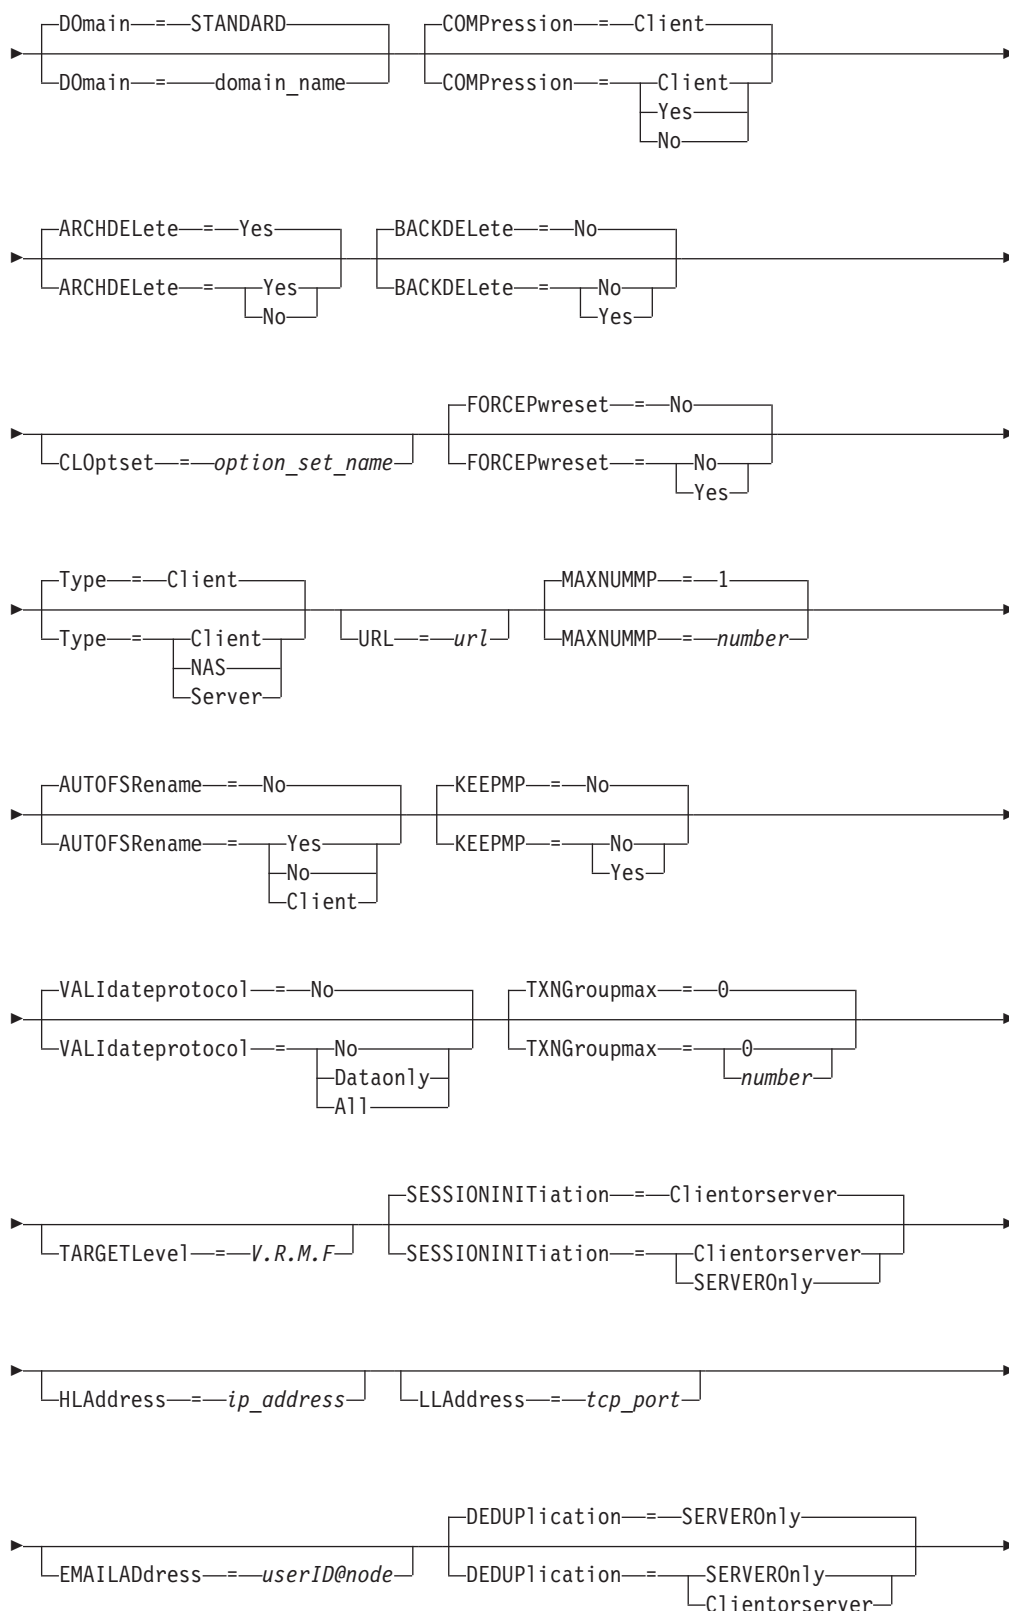 DOmain = STANDARD COMPression = Client
DOmain = domain_name COMPression = Client
Yes
No
ARCHDELete = Yes BACKDELete = No
ARCHDELete = Yes BACKDELete = No
No Yes
FORCEPwreset = No
CLOptset = option_set_name FORCEPwreset = No
Yes
Type = Client MAXNUMMP = 1
Type = Client URL = url MAXNUMMP = number
NAS
Server
AUTOFSRename = No KEEPMP = No
AUTOFSRename = Yes KEEPMP = No
No Yes
Client
VALIdateprotocol = No TXNGroupmax = 0
VALIdateprotocol = No TXNGroupmax = 0
Dataonly number
All
SESSIONINITiation = Clientorserver
TARGETLevel = V.R.M.F SESSIONINITiation = Clientorserver
SERVEROnly
HLAddress = ip_address LLAddress = tcp_port
DEDUPlication = SERVEROnly
EMAILADdress = userID@node DEDUPlication = SERVEROnly
Clientorserver